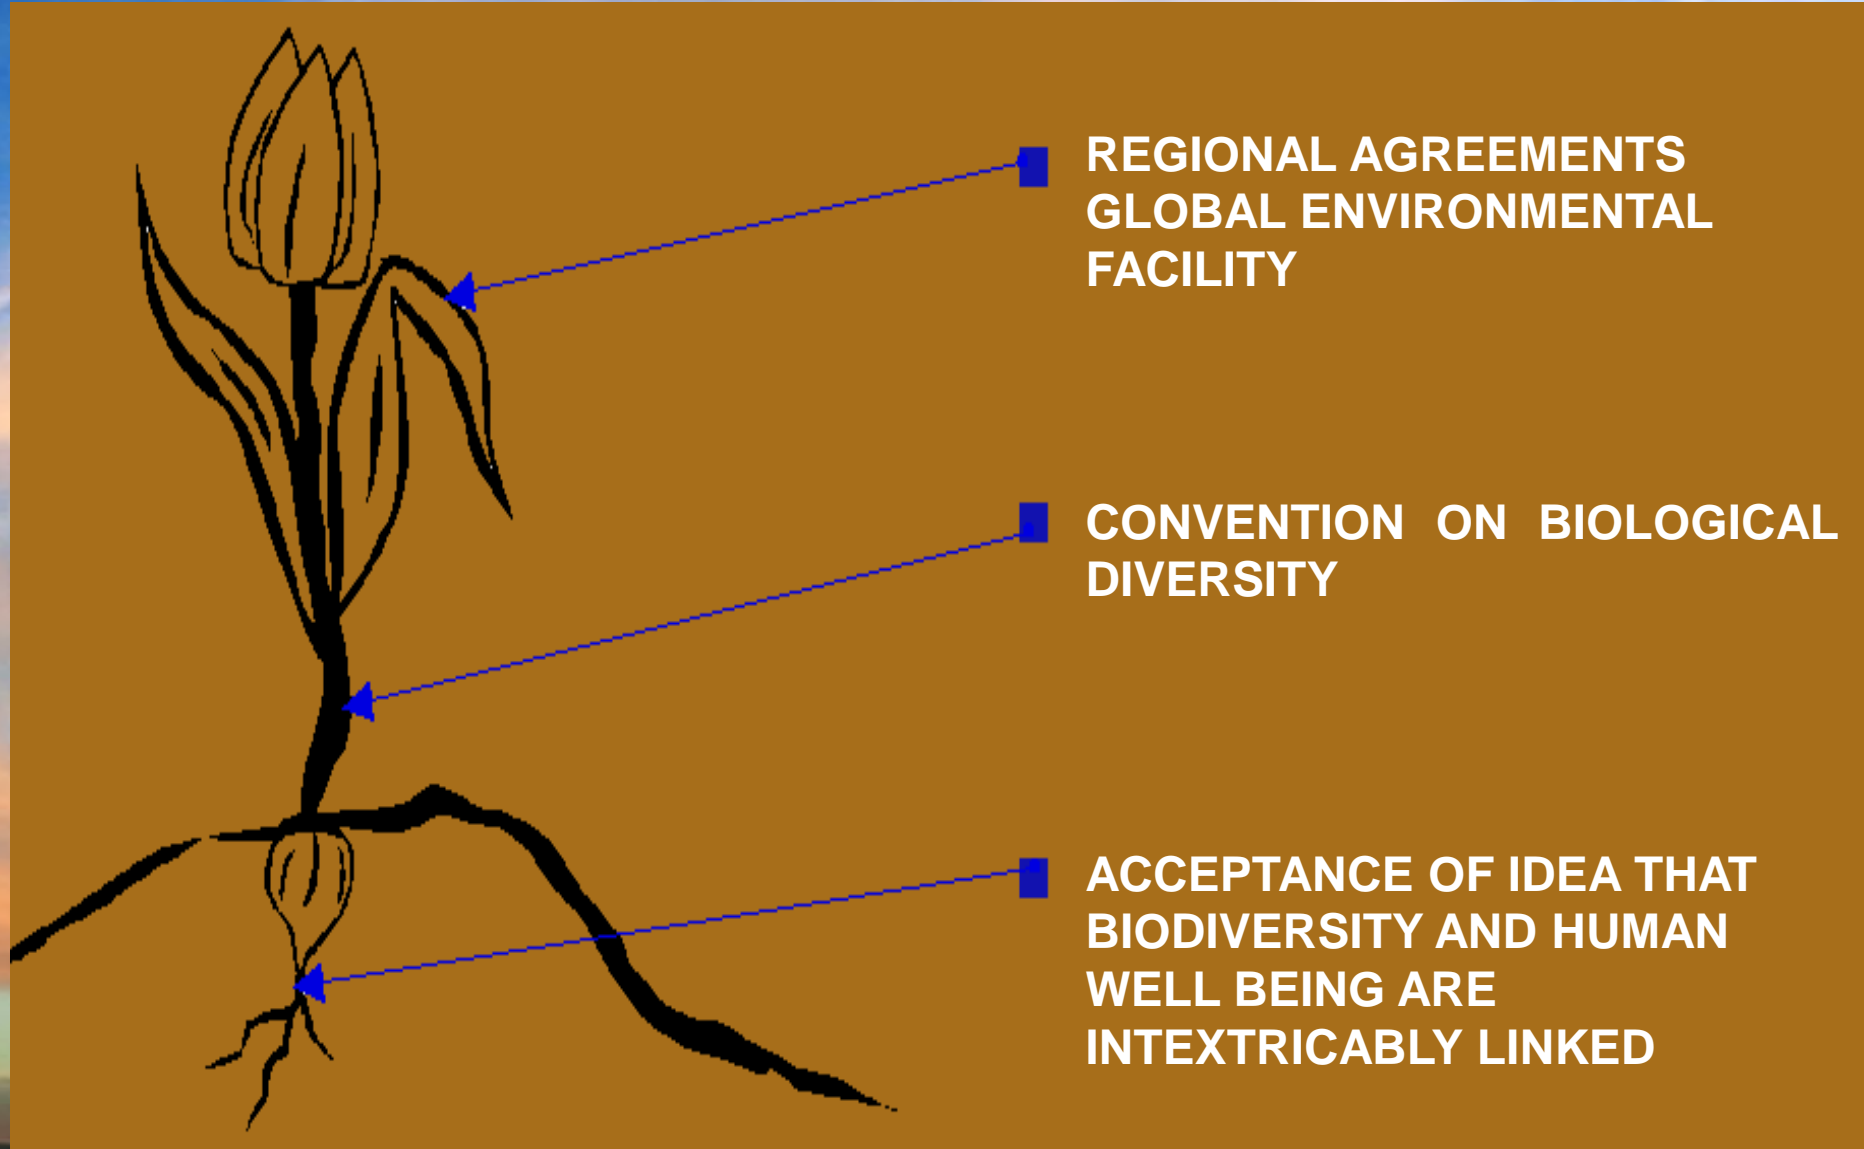 REGIONAL AGREEMENTS
GLOBAL ENVIRONMENTAL
FACILITY
CONVENTION ON BIOLOGICAL
DIVERSITY
ACCEPTANCE OF IDEA THAT
BIODIVERSITY AND HUMAN
WELL BEING ARE
INTEXTRICABLY LINKED